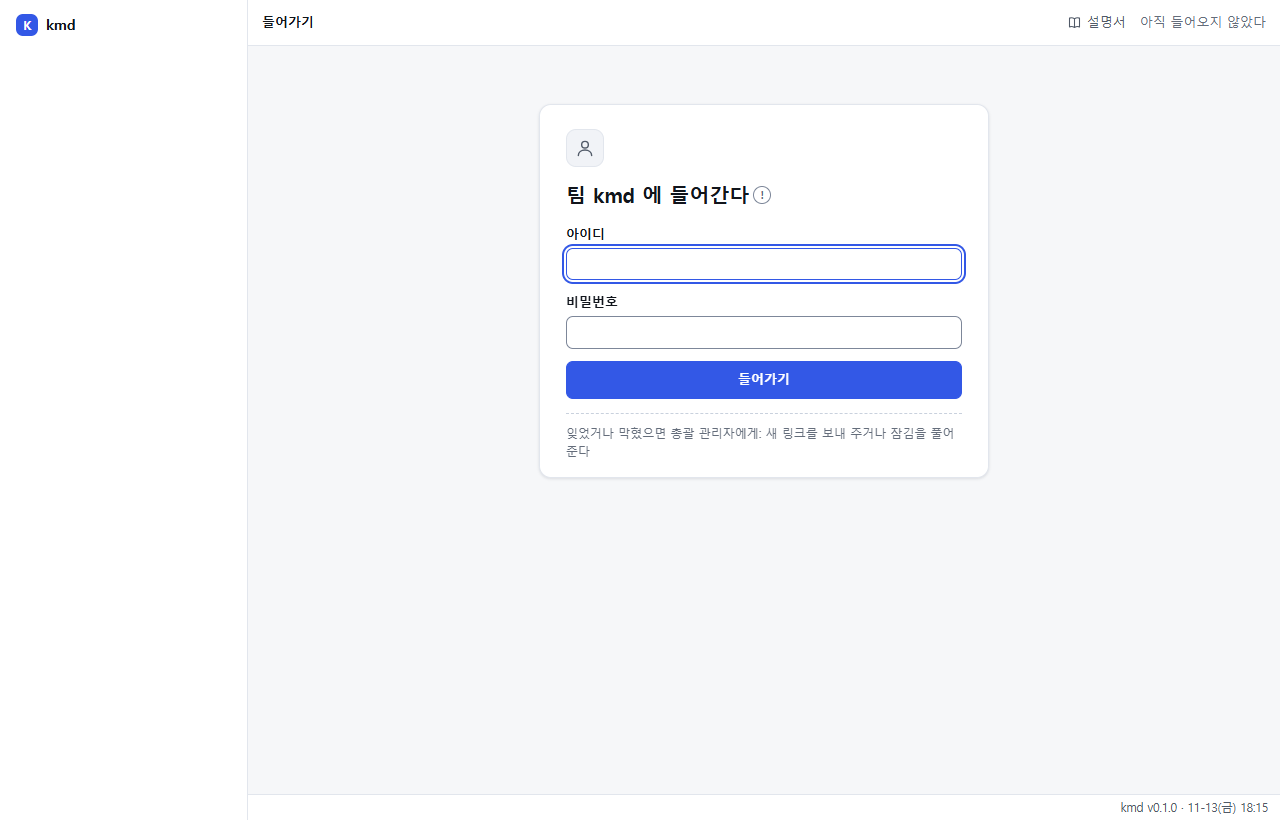 K kmd
들어가기
설명서 아직 들어오지 않았다
팀 kmd 에 들어간다
아이디
비밀번호
들어가기
잊었거나 막혔으면 총괄 관리자에게: 새 링크를 보내 주거나 잠김을 풀어
준다
kmd v0.1.0 · 11-13(금) 18:15